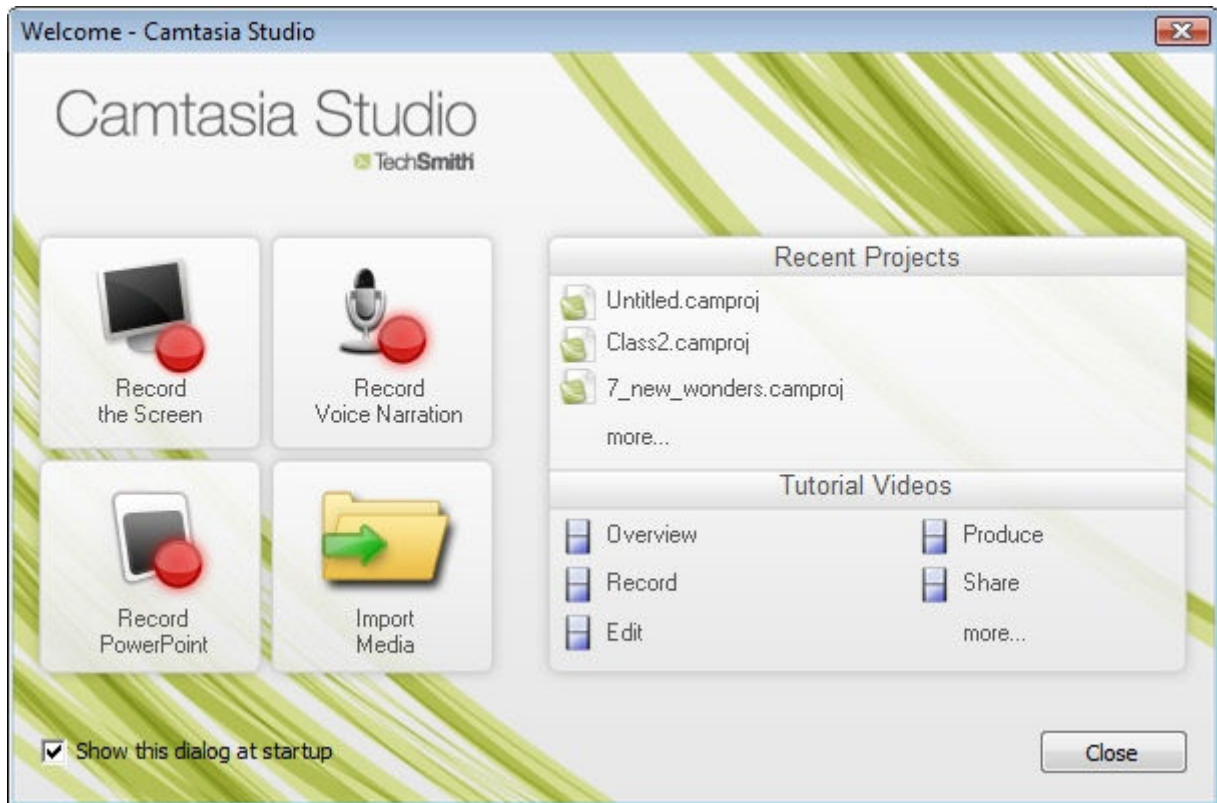 Welcome - Camtasia Studio
Camtasia Studio
TechSmith
Record
the Screen
Record
Voice Narration
Record
PowerPoint
Import
Media
Recent Projects
Untitled.camproj
Class2.camproj
7_new_wonders.camproj
more...
Tutorial Videos
Overview
Record
Edit
Produce
Share
more...
Show this dialog at startup
Close